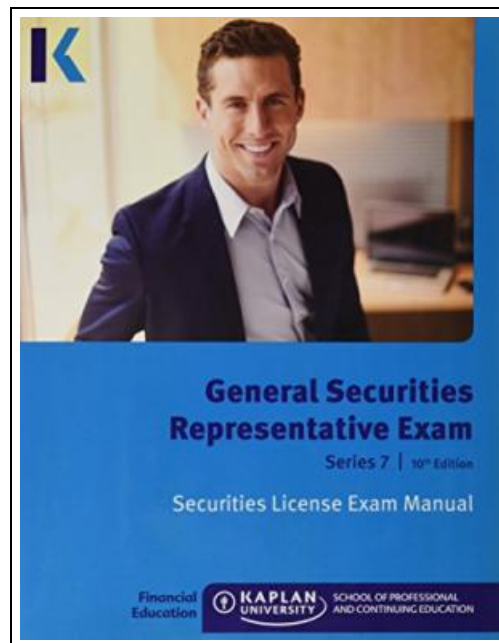 General Securities
Representative Exam
Series 7 | 10th Edition
Securities License Exam Manual
Financial
Education
KAPLAN
UNIVERSITY
SCHOOL OF PROFESSIONAL
AND CONTINUING EDUCATION